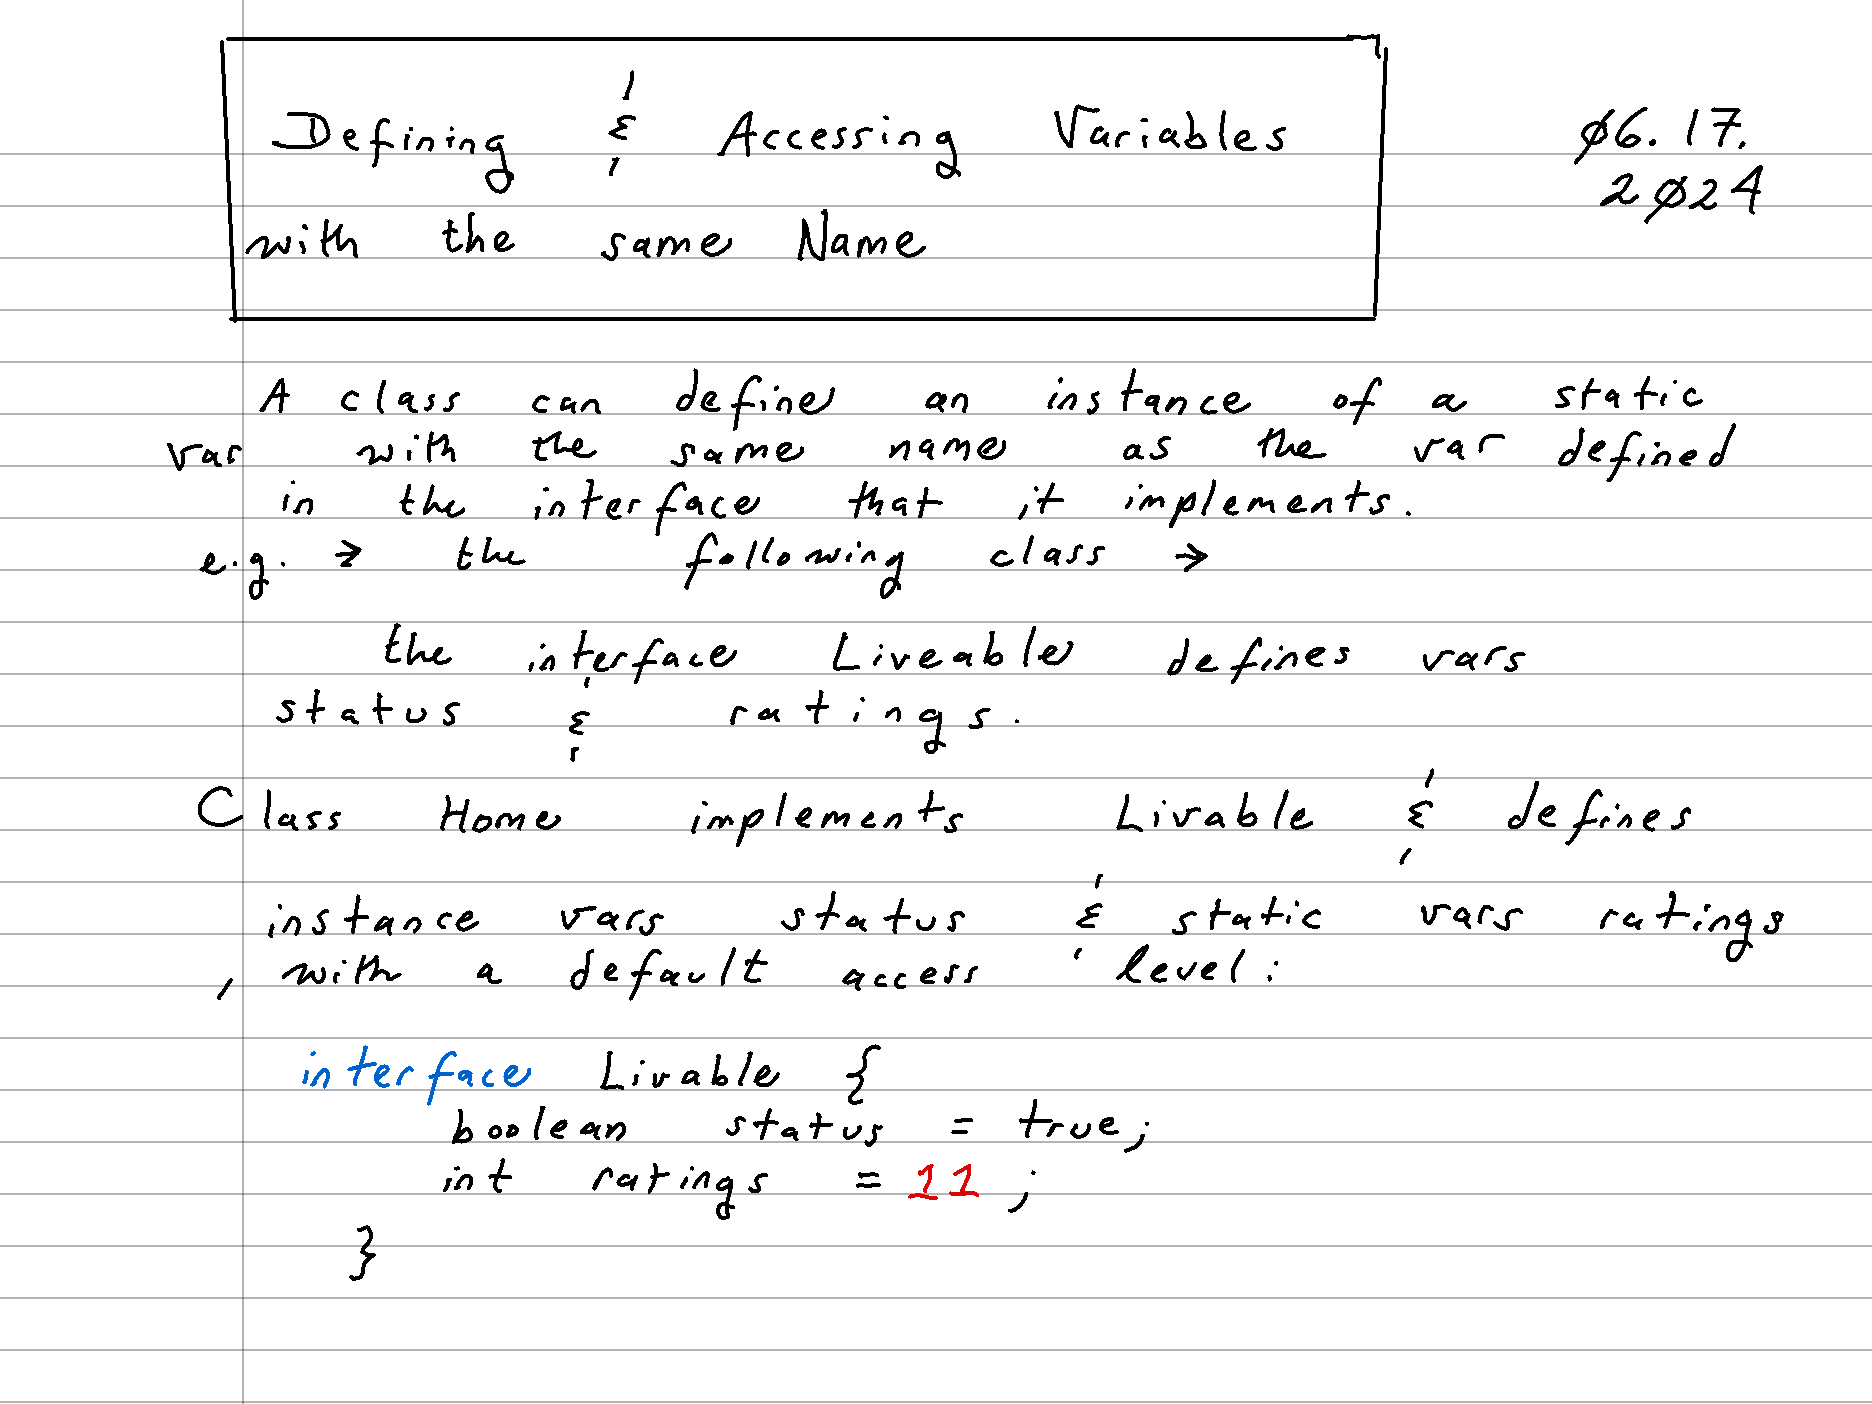 Defining & Accessing Variables
with the same Name
06.17.
2024
A class can define an instance of a static
var with the same name as the var defined
in the interface that it implements.
e.g. → the following class →
the interface Liveable defines vars
status & ratings.
Class Home implements Livable & defines
instance vars status & static vars ratings
, with a default access level:
interface Livable {
boolean status = true;
int ratings = 11 ;
}